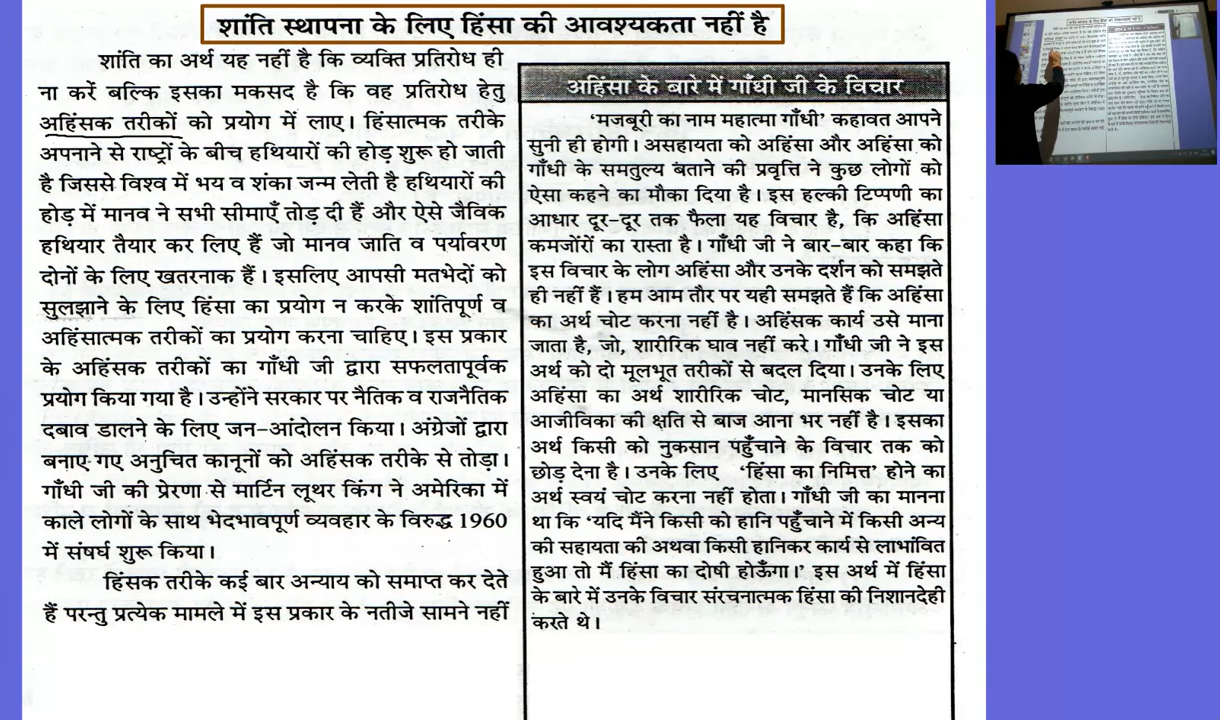 शांति स्थापना के लिए हिंसा की आवश्यकता नहीं है
शांति का अर्थ यह नहीं है कि व्यक्ति प्रतिरोध ही
ना करें बल्कि इसका मकसद है कि वह प्रतिरोध हेतु
अहिंसक तरीकों को प्रयोग में लाए। हिंसात्मक तरीके
अपनाने से राष्ट्रों के बीच हथियारों की होड़ शुरू हो जाती
है जिससे विश्व में भय व शंका जन्म लेती है हथियारों की
होड़ में मानव ने सभी सीमाएँ तोड़ दी हैं और ऐसे जैविक
हथियार तैयार कर लिए हैं जो मानव जाति व पर्यावरण
दोनों के लिए खतरनाक हैं। इसलिए आपसी मतभेदों को
सुलझाने के लिए हिंसा का प्रयोग न करके शांतिपूर्ण व
अहिंसात्मक तरीकों का प्रयोग करना चाहिए। इस प्रकार
के अहिंसक तरीकों का गाँधी जी द्वारा सफलतापूर्वक
प्रयोग किया गया है। उन्होंने सरकार पर नैतिक व राजनैतिक
दबाव डालने के लिए जन-आंदोलन किया। अंग्रेजों द्वारा
बनाए गए अनुचित कानूनों को अहिंसक तरीके से तोड़ा।
गाँधी जी की प्रेरणा से मार्टिन लूथर किंग ने अमेरिका में
काले लोगों के साथ भेदभावपूर्ण व्यवहार के विरुद्ध 1960
में संघर्ष शुरू किया।
हिंसक तरीके कई बार अन्याय को समाप्त कर देते
हैं परन्तु प्रत्येक मामले में इस प्रकार के नतीजे सामने नहीं
अहिंसा के बारे में गाँधी जी के विचार
'मजबूरी का नाम महात्मा गाँधी' कहावत आपने
सुनी ही होगी। असहायता को अहिंसा और अहिंसा को
गाँधी के समतुल्य बताने की प्रवृत्ति ने कुछ लोगों को
ऐसा कहने का मौका दिया है। इस हल्की टिप्पणी का
आधार दूर-दूर तक फैला यह विचार है, कि अहिंसा
कमजोंरों का रास्ता है। गाँधी जी ने बार-बार कहा कि
इस विचार के लोग अहिंसा और उनके दर्शन को समझते
ही नहीं हैं। हम आम तौर पर यही समझते हैं कि अहिंसा
का अर्थ चोट करना नहीं है। अहिंसक कार्य उसे माना
जाता है, जो, शारीरिक घाव नहीं करे। गाँधी जी ने इस
अर्थ को दो मूलभूत तरीकों से बदल दिया। उनके लिए
अहिंसा का अर्थ शारीरिक चोट, मानसिक चोट या
आजीविका की क्षति से बाज आना भर नहीं है। इसका
अर्थ किसी को नुकसान पहुँचाने के विचार तक को
छोड़ देना है। उनके लिए 'हिंसा का निमित्त' होने का
अर्थ स्वयं चोट करना नहीं होता। गाँधी जी का मानना
था कि 'यदि मैंने किसी को हानि पहुँचाने में किसी अन्य
की सहायता की अथवा किसी हानिकर कार्य से लाभांवित
हुआ तो मैं हिंसा का दोषी होऊँगा।' इस अर्थ में हिंसा
के बारे में उनके विचार संरचनात्मक हिंसा की निशानदेही
करते थे।